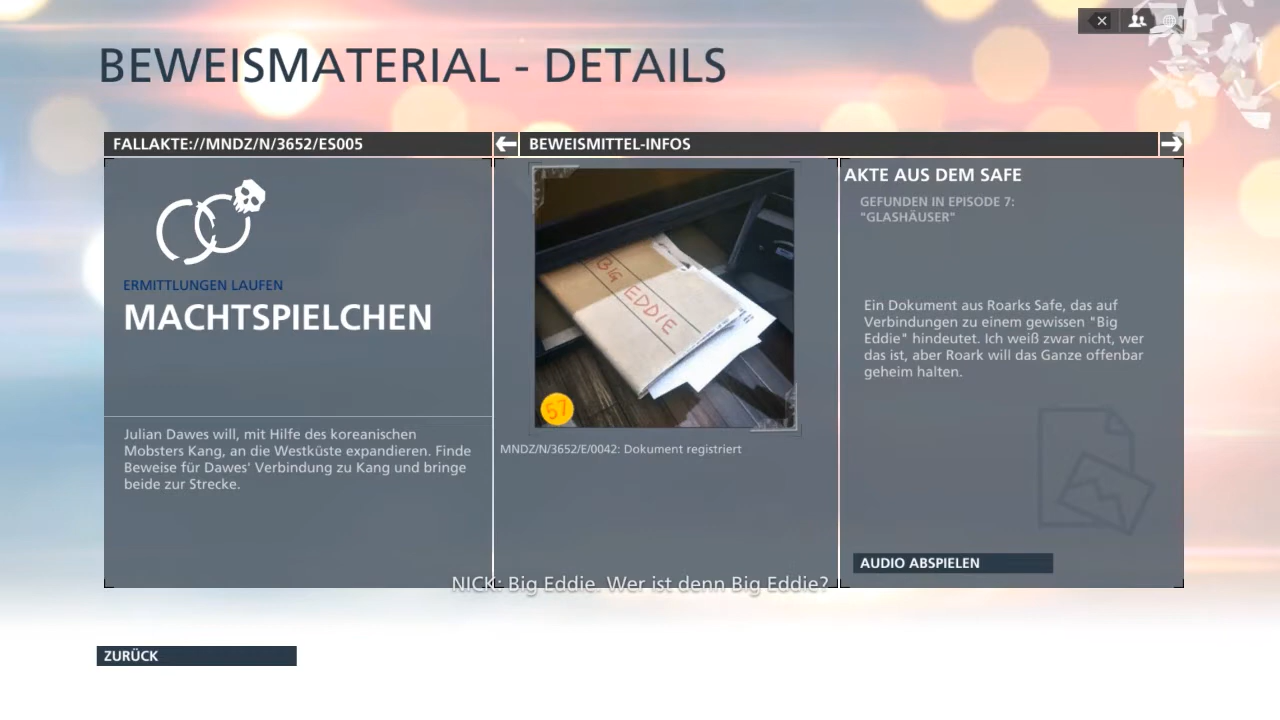 BEWEISMATERIAL - DETAILS
FALLAKTE://MNDZ/N/3652/ES005
BEWEISMITTEL-INFOS
ERMITTLUNGEN LAUFEN
MACHTSPIELCHEN
Julian Dawes will, mit Hilfe des koreanischen
Mobsters Kang, an die Westküste expandieren. Finde
Beweise für Dawes' Verbindung zu Kang und bringe
beide zur Strecke.
BIG EDDIE
57
MNDZ/N/3652/E/0042: Dokument registriert
AKTE AUS DEM SAFE
GEFUNDEN IN EPISODE 7:
"GLASHÄUSER"
Ein Dokument aus Roarks Safe, das auf
Verbindungen zu einem gewissen "Big
Eddie" hindeutet. Ich weiß zwar nicht, wer
das ist, aber Roark will das Ganze offenbar
geheim halten.
AUDIO ABSPIELEN
NICK: Big Eddie. Wer ist denn Big Eddie?
ZURÜCK